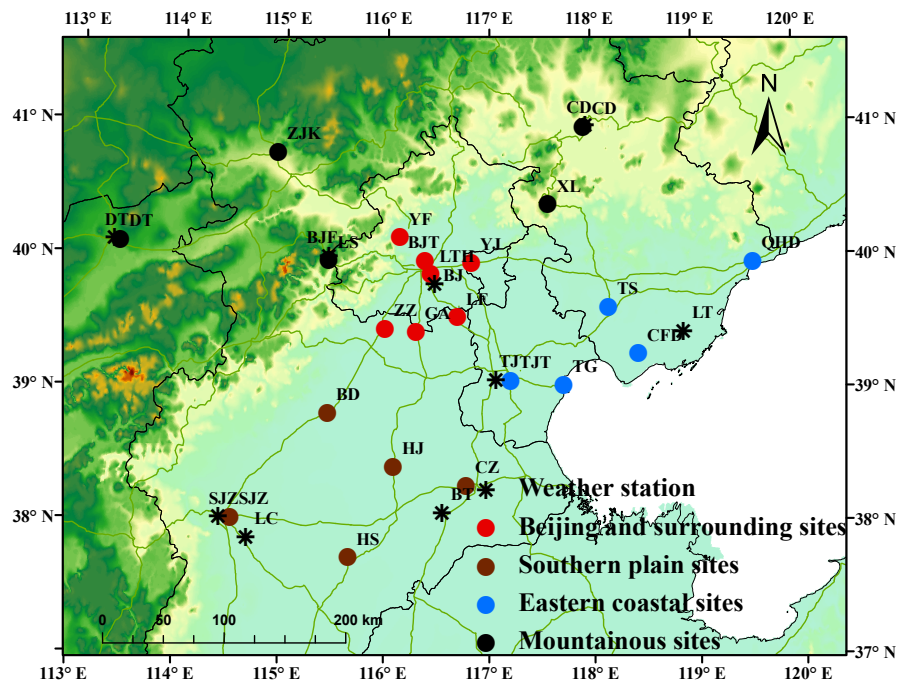 113° E 114° E 115° E 116° E 117° E 118° E 119° E 120° E
N
41° N 41° N
CDCD
ZJK
XL
DTDT
YF
40° N 40° N
BJF LS BJT LTH YJ QHD
BJ
TS
ZZ GA LF LT
CFD
39° N 39° N
TJTJT TG
BD
HJ
CZ
SJZSJZ LC BT
Weather station
38° N 38° N
HS
Beijing and surrounding sites
Southern plain sites
Eastern coastal sites
0 50 100 200 km
Mountainous sites
37° N
113° E 114° E 115° E 116° E 117° E 118° E 119° E 120° E